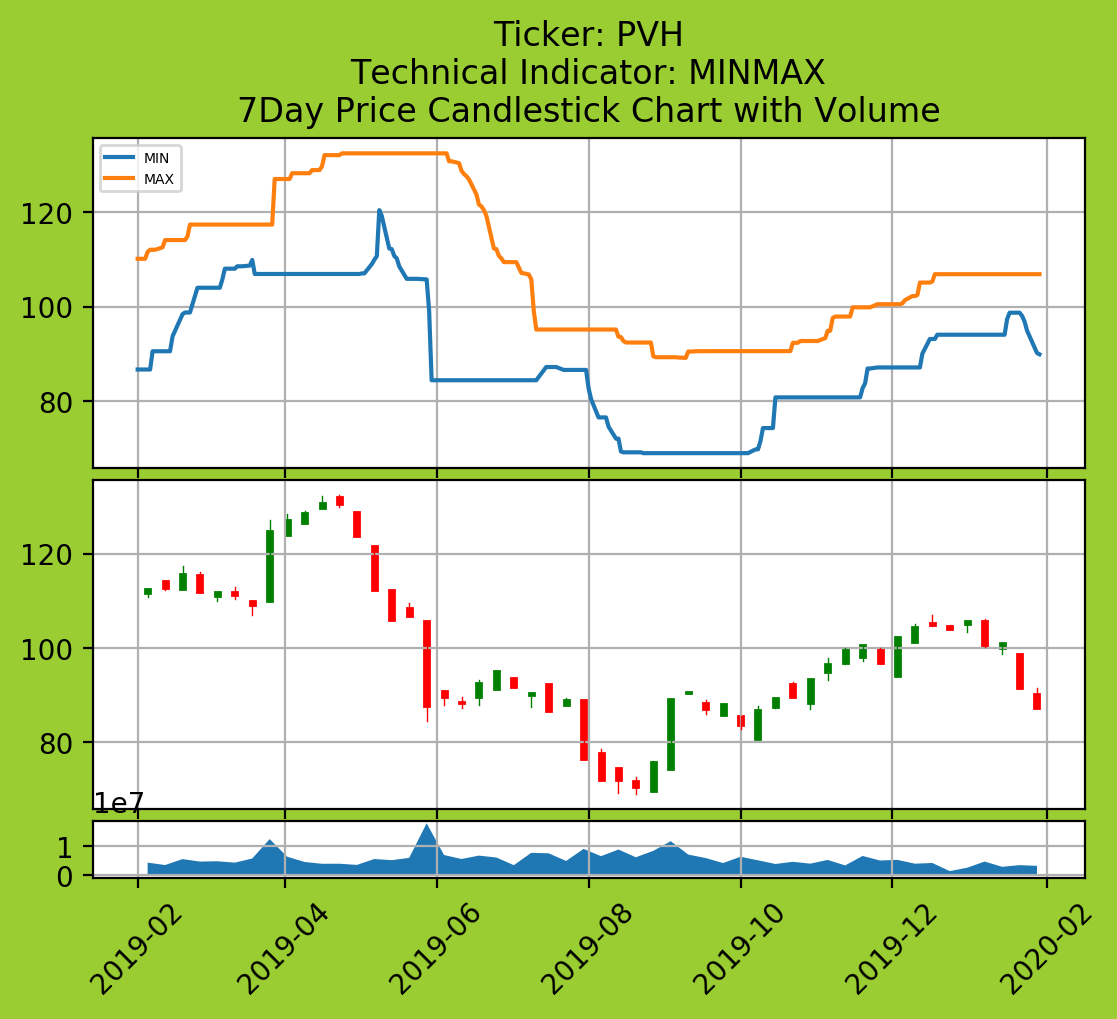 Ticker: PVH
Technical Indicator: MINMAX
7Day Price Candlestick Chart with Volume
MIN
MAX
120
100
80
120
100
80
1e7
1
0
2019-02
2019-04
2019-06
2019-08
2019-10
2019-12
2020-02